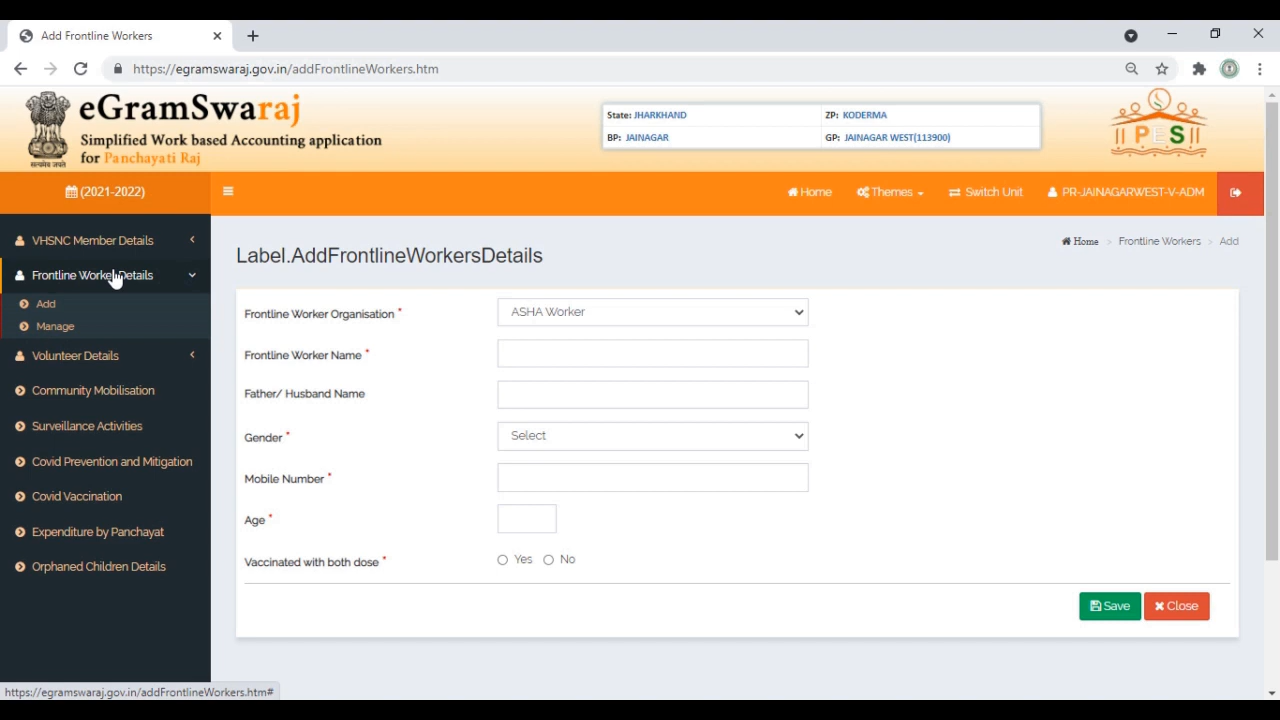 Add Frontline Workers
https://egramswaraj.gov.in/addFrontlineWorkers.htm
eGramSwaraj
Simplified Work based Accounting application
for Panchayati Raj
सत्यमेव जयते
State: JHARKHAND ZP: KODERMA
BP: JAINAGAR GP: JAINAGAR WEST(113900)
PES
(2021-2022)
Home Themes Switch Unit PR-JAINAGARWEST-V-ADM
VHSNC Member Details
Frontline Worker Details
Add
Manage
Volunteer Details
Community Mobilisation
Surveillance Activities
Covid Prevention and Mitigation
Covid Vaccination
Expenditure by Panchayat
Orphaned Children Details
Home > Frontline Workers > Add
Label.AddFrontlineWorkersDetails
Frontline Worker Organisation * ASHA Worker
Frontline Worker Name *
Father/ Husband Name
Gender * Select
Mobile Number *
Age *
Vaccinated with both dose * Yes No
Save Close
https://egramswaraj.gov.in/addFrontlineWorkers.htm#